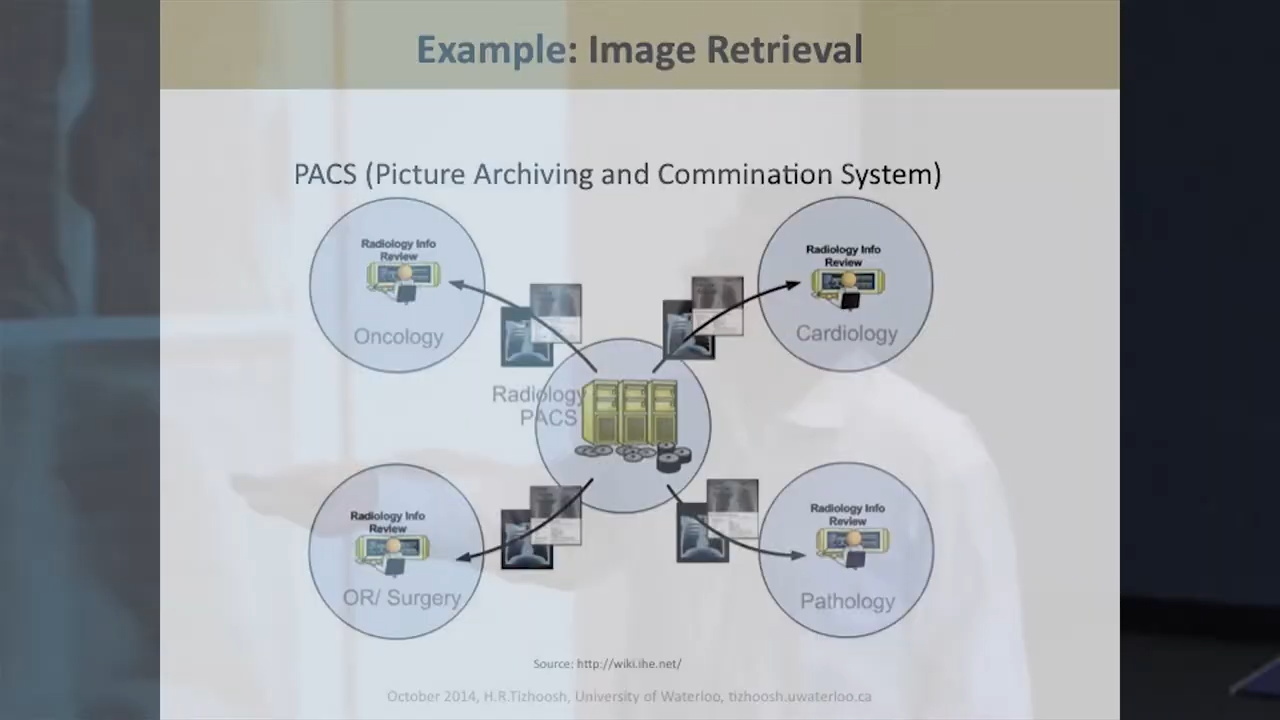 Example: Image Retrieval
PACS (Picture Archiving and Commination System)
Radiology Info
Review
Oncology
Radiology Info
Review
Cardiology
Radiology
PACS
Radiology Info
Review
OR/ Surgery
Radiology Info
Review
Pathology
Source: http://wiki.ihe.net/
October 2014, H.R.Tizhoosh, University of Waterloo, tizhoosh.uwaterloo.ca